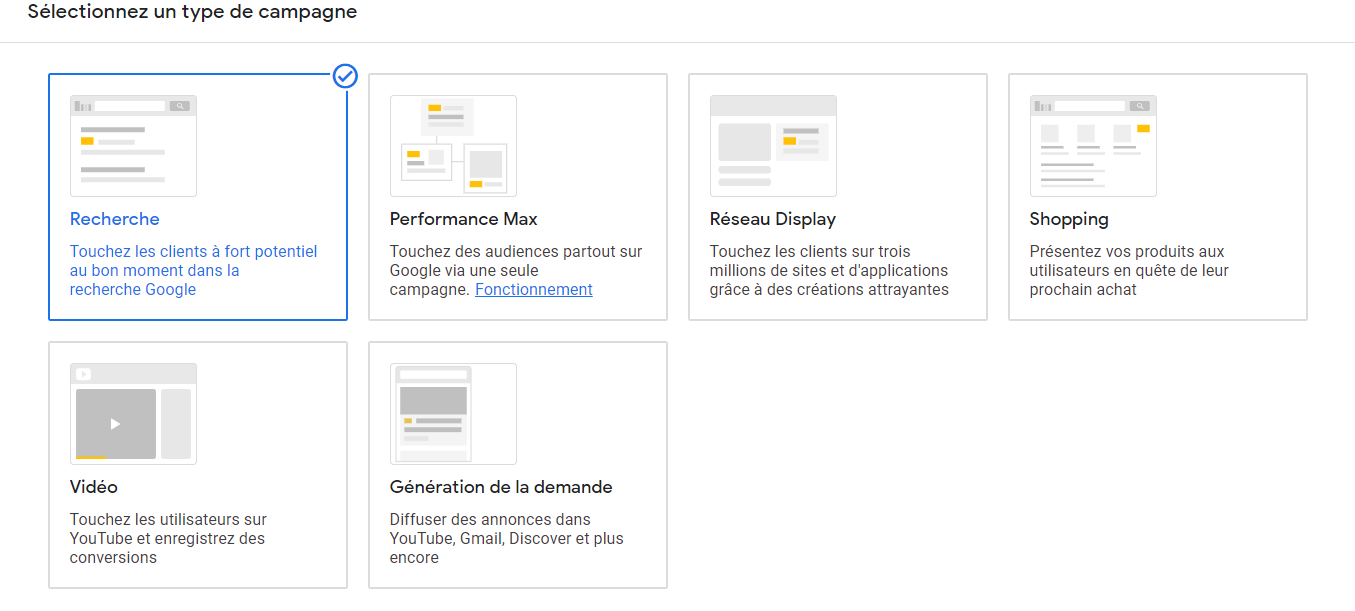 Sélectionnez un type de campagne
Recherche
Touchez les clients à fort potentiel
au bon moment dans la
recherche Google
Performance Max
Touchez des audiences partout sur
Google via une seule
campagne. Fonctionnement
Réseau Display
Touchez les clients sur trois
millions de sites et d'applications
grâce à des créations attrayantes
Shopping
Présentez vos produits aux
utilisateurs en quête de leur
prochain achat
Vidéo
Touchez les utilisateurs sur
YouTube et enregistrez des
conversions
Génération de la demande
Diffuser des annonces dans
YouTube, Gmail, Discover et plus
encore